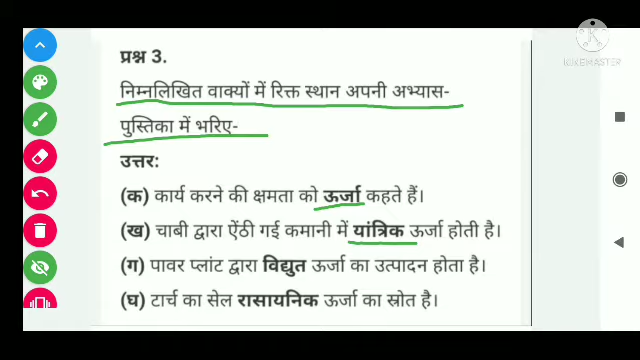 प्रश्न 3.
निम्नलिखित वाक्यों में रिक्त स्थान अपनी अभ्यास-
पुस्तिका में भरिए-
उत्तर:
(क) कार्य करने की क्षमता को ऊर्जा कहते हैं।
(ख) चाबी द्वारा ऐंठी गई कमानी में यांत्रिक ऊर्जा होती है।
(ग) पावर प्लांट द्वारा विद्युत ऊर्जा का उत्पादन होता है।
(घ) टार्च का सेल रासायनिक ऊर्जा का स्रोत है।
K
KINEMASTER